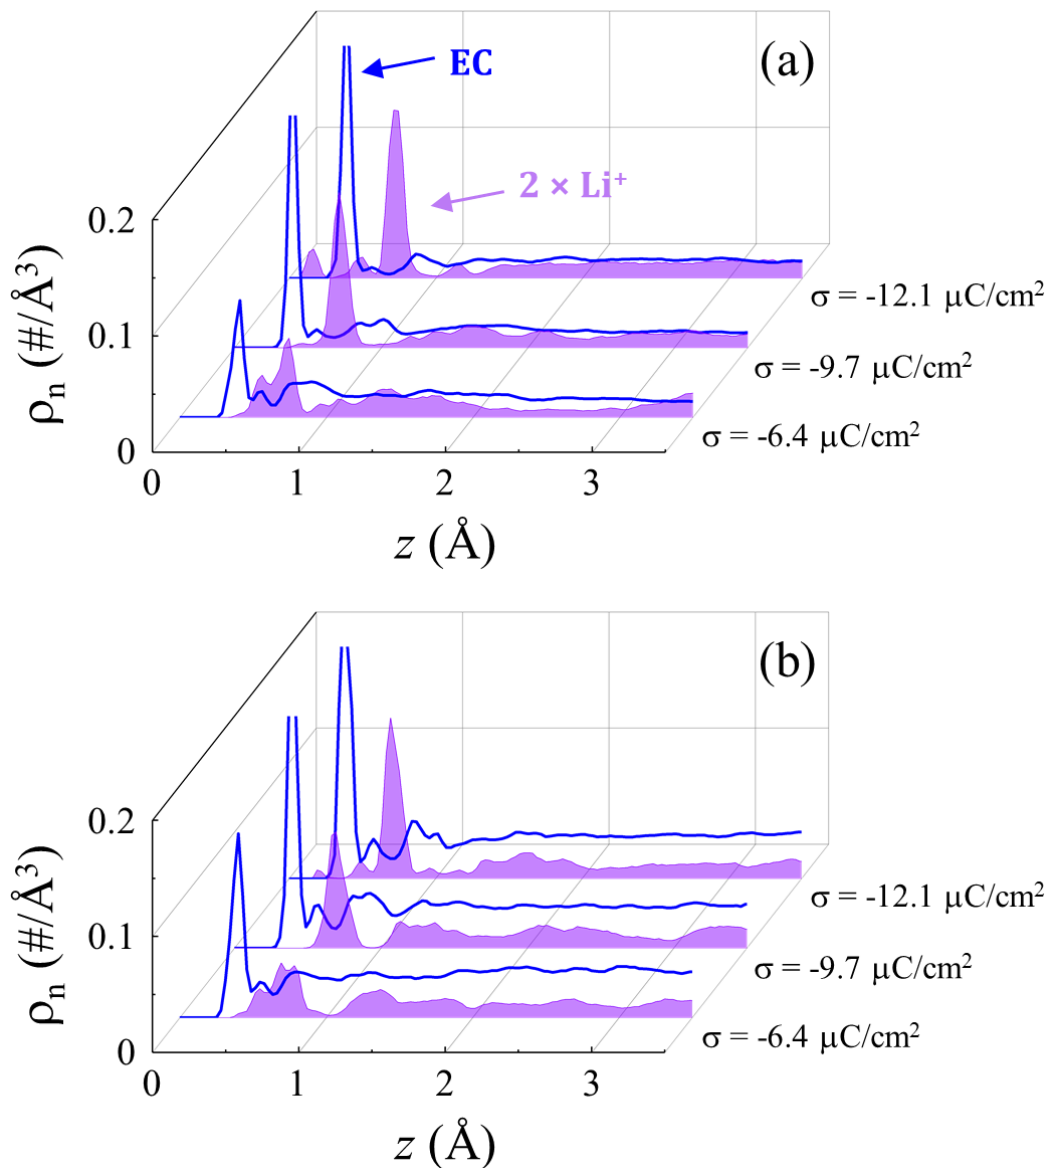 (a)
EC
2 × Li⁺
0.2
0.1
0
ρn (#/Å³)
σ = -12.1 μC/cm²
σ = -9.7 μC/cm²
σ = -6.4 μC/cm²
0 1 2 3
z (Å)
(b)
0.2
0.1
0
ρn (#/Å³)
σ = -12.1 μC/cm²
σ = -9.7 μC/cm²
σ = -6.4 μC/cm²
0 1 2 3
z (Å)